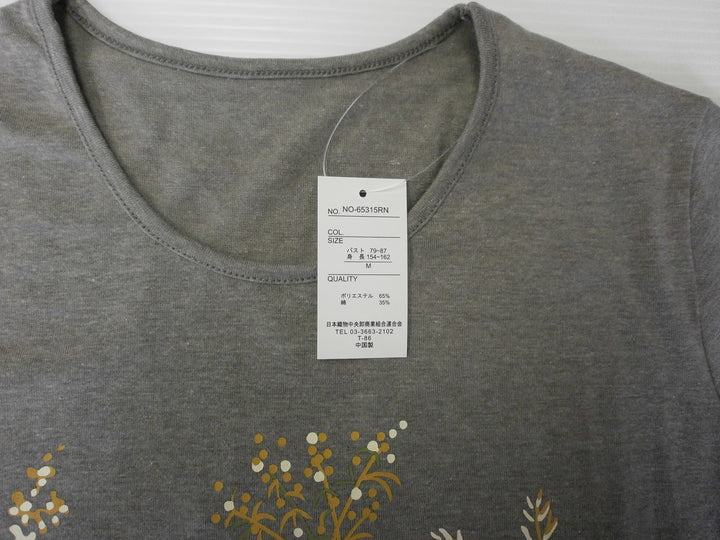 NO. NO-65315RN
COL.
SIZE
バスト 79~87
身 長 154~162
M
QUALITY
ポリエステル 65%
綿 35%
日本織物中央卸商業組合連合会
TEL 03-3663-2102
T-86
中国製